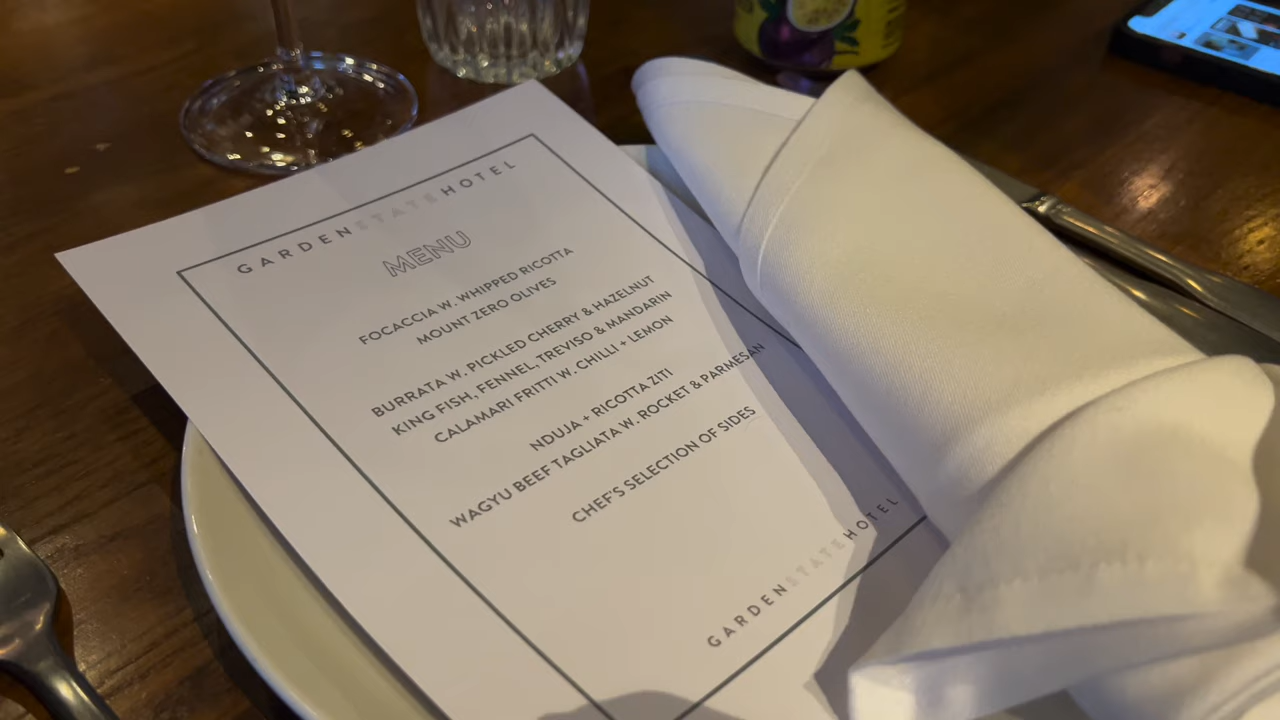 GARDENSTATEHOTEL
MENU
FOCACCIA W. WHIPPED RICOTTA
MOUNT ZERO OLIVES
BURRATA W. PICKLED CHERRY & HAZELNUT
KING FISH, FENNEL, TREVISO & MANDARIN
CALAMARI FRITTI W. CHILLI + LEMON
NDUJA + RICOTTA ZITI
WAGYU BEEF TAGLIATA W. ROCKET & PARMESAN
CHEF'S SELECTION OF SIDES
GARDENSTATEHOTEL